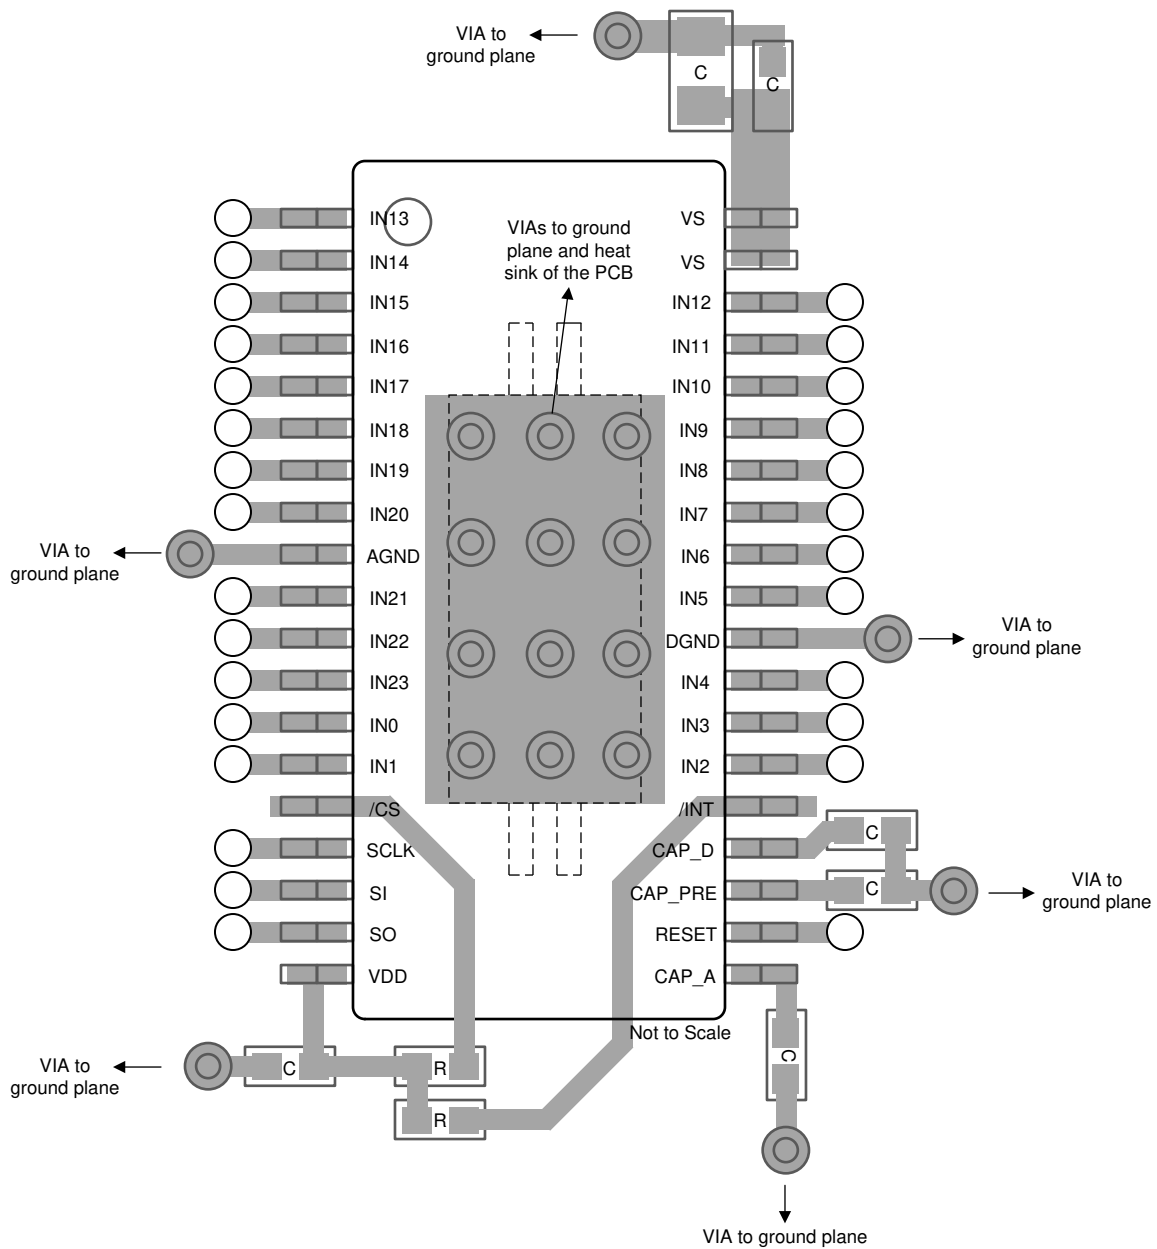 VIA to
ground plane
C
C
VIAs to ground
plane and heat
sink of the PCB
IN13
IN14
IN15
IN16
IN17
IN18
IN19
IN20
AGND
IN21
IN22
IN23
IN0
IN1
/CS
SCLK
SI
SO
VDD
VS
VS
IN12
IN11
IN10
IN9
IN8
IN7
IN6
IN5
DGND
IN4
IN3
IN2
/INT
CAP_D
CAP_PRE
RESET
CAP_A
VIA to
ground plane
VIA to
ground plane
C
C
VIA to
ground plane
Not to Scale
VIA to
ground plane
C
R
R
C
VIA to ground plane